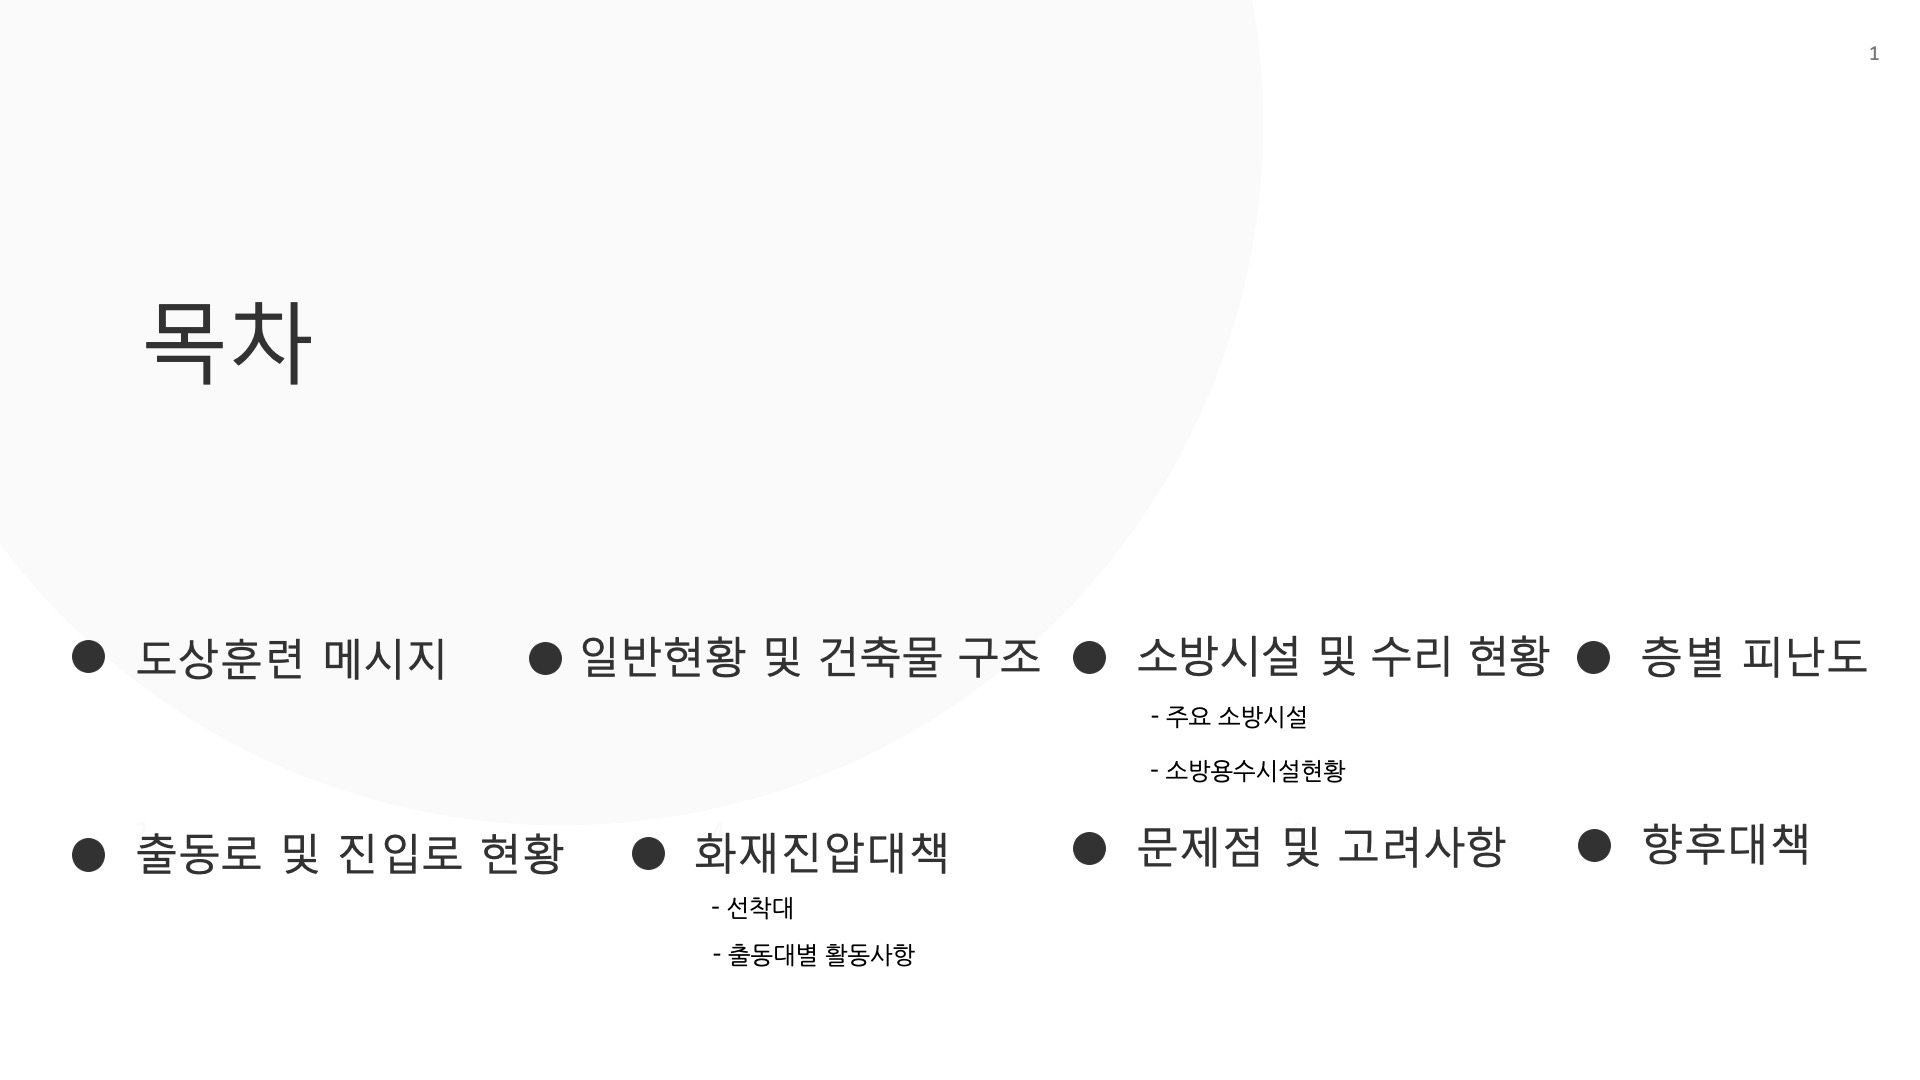 1
목차
도상훈련 메시지
일반현황 및 건축물 구조
소방시설 및 수리 현황
- 주요 소방시설
- 소방용수시설현황
층별 피난도
출동로 및 진입로 현황
화재진압대책
- 선착대
- 출동대별 활동사항
문제점 및 고려사항
향후대책